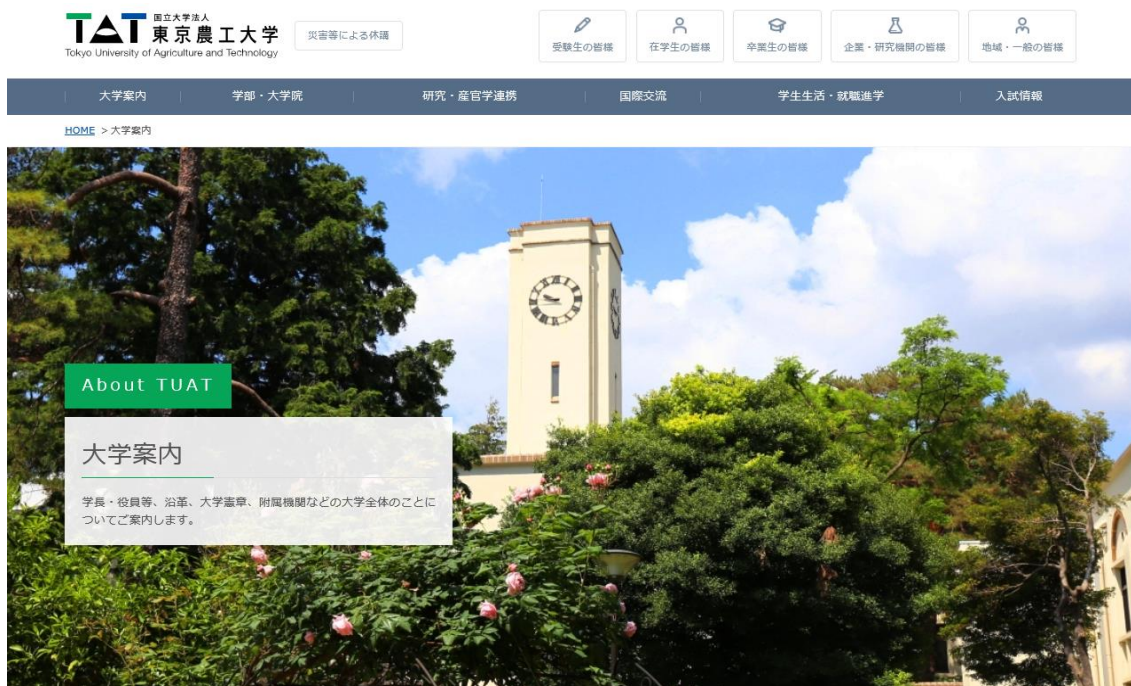 TAT
国立大学法人
東京農工大学
Tokyo University of Agriculture and Technology
災害等による休講
受験生の皆様
在学生の皆様
卒業生の皆様
企業・研究機関の皆様
地域・一般の皆様
大学案内
学部・大学院
研究・産官学連携
国際交流
学生生活・就職進学
入試情報
HOME > 大学案内
About TUAT
大学案内
学長・役員等、沿革、大学憲章、附属機関などの大学全体のことに
ついてご案内します。